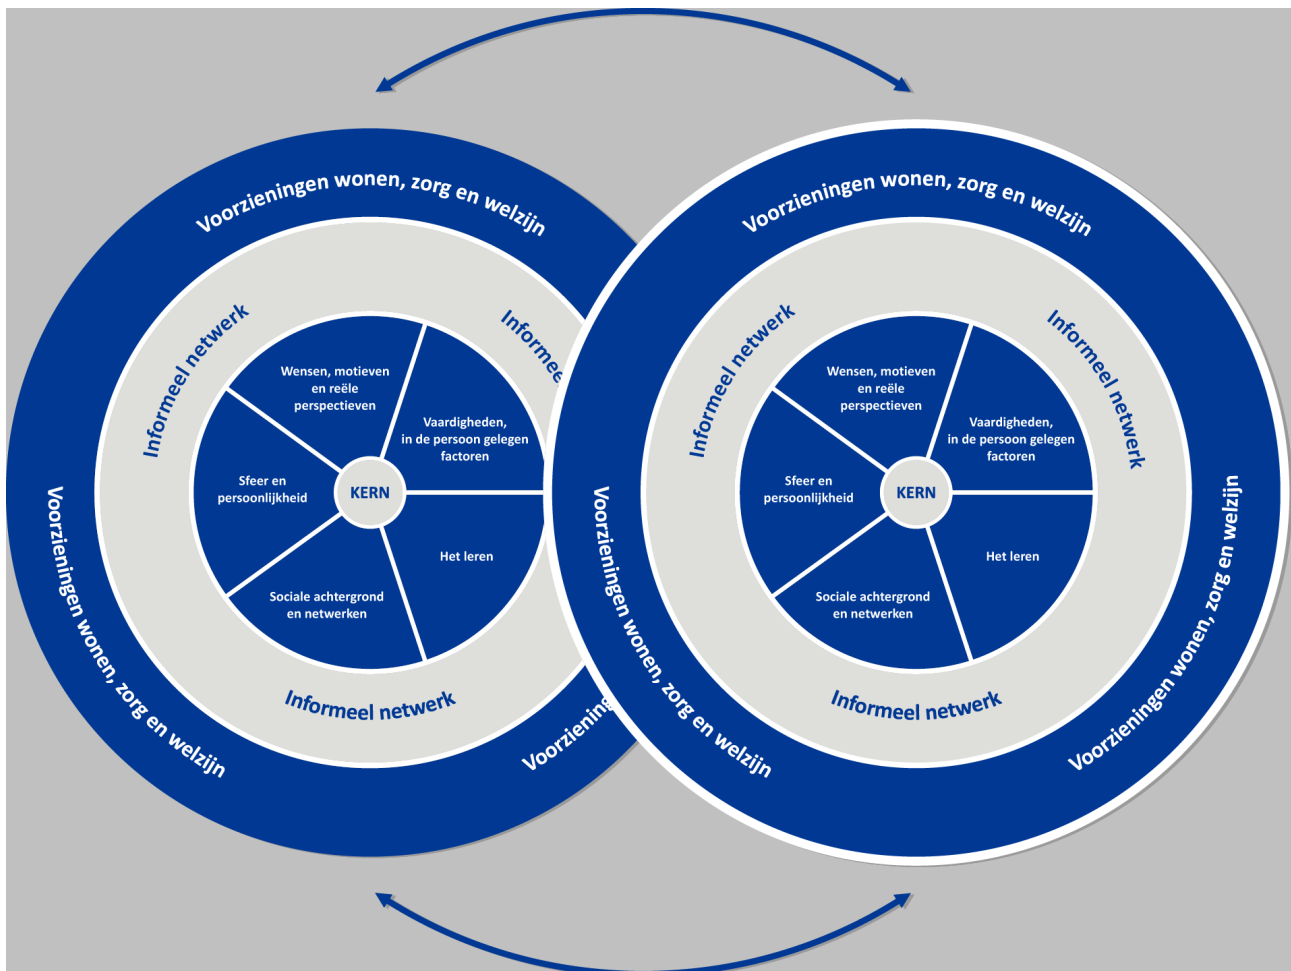 Voorzieningen wonen, zorg en welzijn
Informeel netwerk
Informee
Wensen, motieven
en reële
perspectieven
Vaardigheden,
in de persoon gelegen
factoren
Sfeer en
persoonlijkheid
KERN
Het leren
Sociale achtergrond
en netwerken
Informeel netwerk
Voorzieningen wonen, zorg en welzijn
Voorziening
Voorzieningen wonen, zorg en welzijn
Informeel netwerk
Informeel netwerk
Wensen, motieven
en reële
perspectieven
Vaardigheden,
in de persoon gelegen
factoren
Sfeer en
persoonlijkheid
KERN
Het leren
Sociale achtergrond
en netwerken
Informeel netwerk
Voorzieningen wonen, zorg en welzijn
Voorzieningen wonen, zorg en welzijn